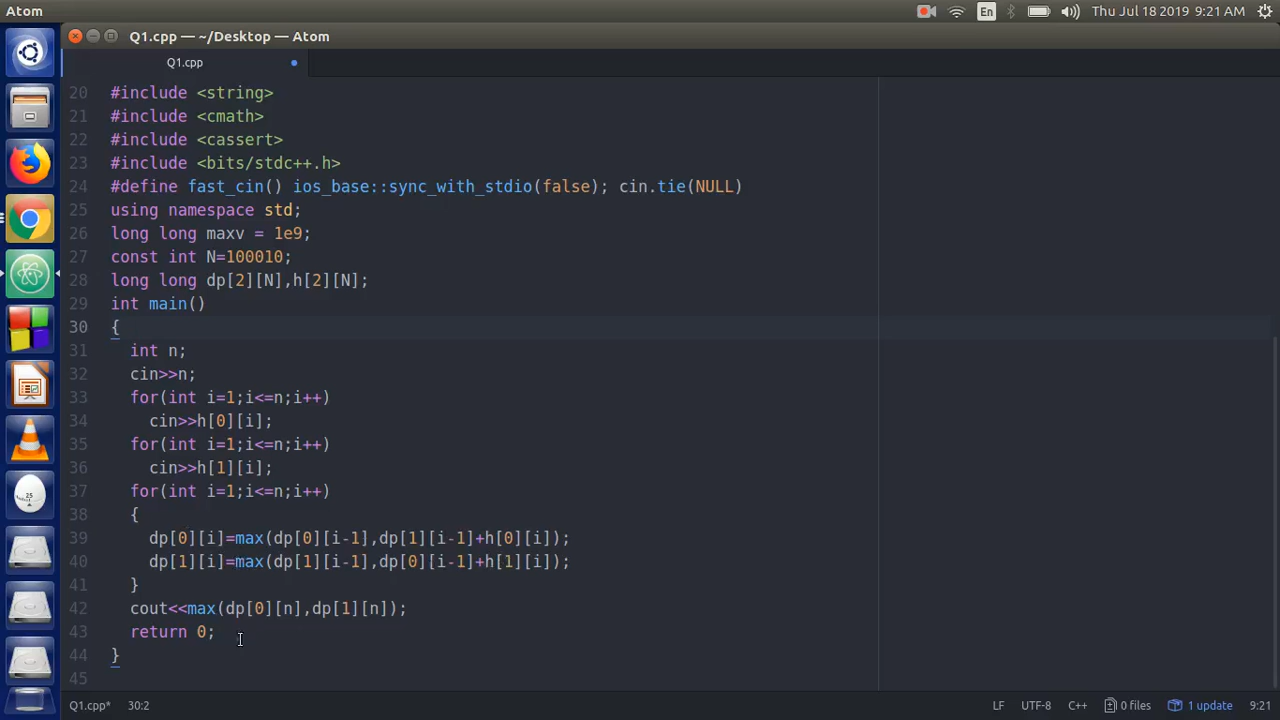 Atom
En
Thu Jul 18 2019 9:21 AM
Q1.cpp — ~/Desktop — Atom
Q1.cpp
20 #include <string>
21 #include <cmath>
22 #include <cassert>
23 #include <bits/stdc++.h>
24 #define fast_cin() ios_base::sync_with_stdio(false); cin.tie(NULL)
25 using namespace std;
26 long long maxv = 1e9;
27 const int N=100010;
28 long long dp[2][N],h[2][N];
29 int main()
30 {
31   int n;
32   cin>>n;
33   for(int i=1;i<=n;i++)
34     cin>>h[0][i];
35   for(int i=1;i<=n;i++)
36     cin>>h[1][i];
37   for(int i=1;i<=n;i++)
38   {
39     dp[0][i]=max(dp[0][i-1],dp[1][i-1]+h[0][i]);
40     dp[1][i]=max(dp[1][i-1],dp[0][i-1]+h[1][i]);
41   }
42   cout<<max(dp[0][n],dp[1][n]);
43   return 0;
44 }
45
25
Q1.cpp* 30:2 LF UTF-8 C++ 0 files 1 update 9:21